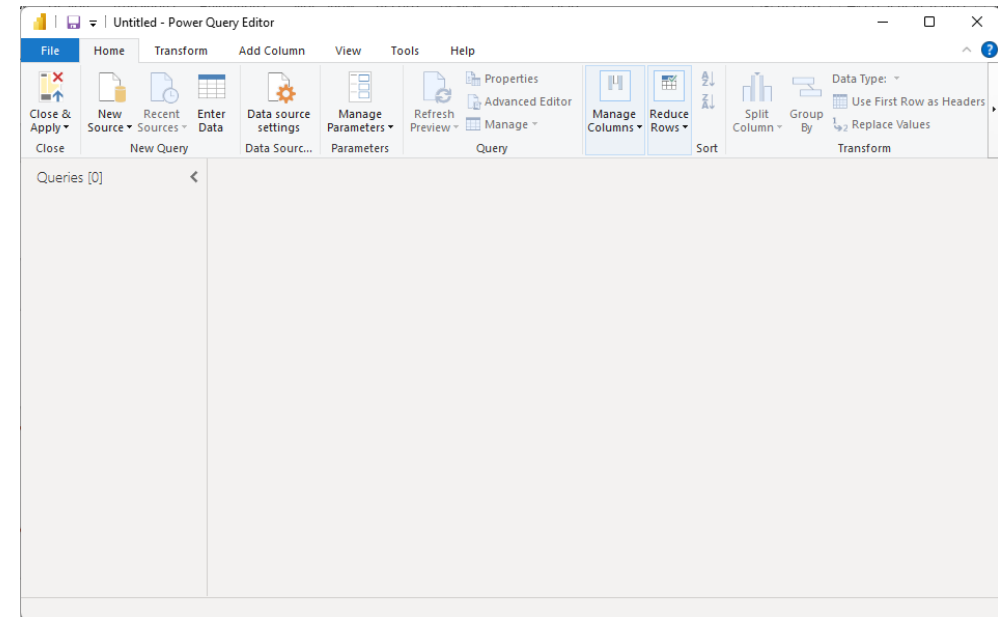 Untitled - Power Query Editor
File Home Transform Add Column View Tools Help
Close & Apply
New Source
Recent Sources
Enter Data
Data source settings
Manage Parameters
Refresh Preview
Properties
Advanced Editor
Manage
Manage Columns
Reduce Rows
A Z
Z A
Split Column
Group By
Data Type:
Use First Row as Headers
1 2 Replace Values
Close New Query Data Sourc... Parameters Query Sort Transform
Queries [0]